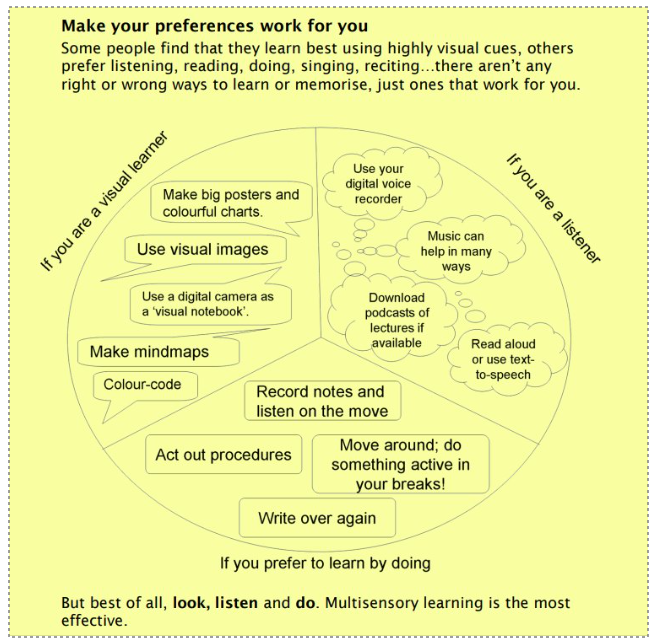 Make your preferences work for you
Some people find that they learn best using highly visual cues, others
prefer listening, reading, doing, singing, reciting...there aren't any
right or wrong ways to learn or memorise, just ones that work for you.
If you are a visual learner
Make big posters and
colourful charts.
Use visual images
Use a digital camera as
a 'visual notebook'.
Make mindmaps
Colour-code
If you are a listener
Use your
digital voice
recorder
Music can
help in many
ways
Download
podcasts of
lectures if
available
Read aloud
or use text-
to-speech
Record notes and
listen on the move
Act out procedures
Move around; do
something active in
your breaks!
Write over again
If you prefer to learn by doing
But best of all, look, listen and do. Multisensory learning is the most
effective.